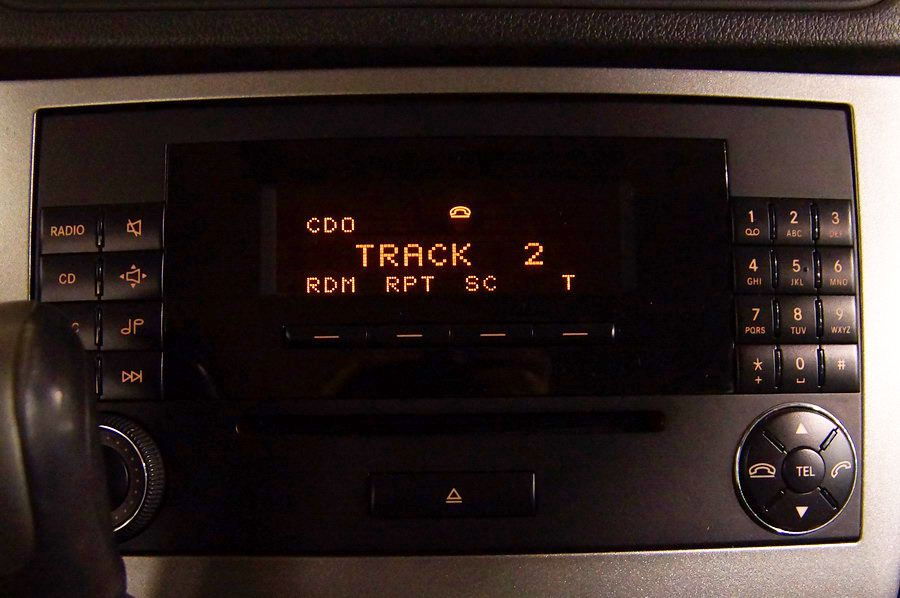 CD0
TRACK 2
RDM RPT SC T
RADIO
CD
C
1
2 ABC
3 DEF
4 GHI
5 JKL
6 MNO
7 PQRS
8 TUV
9 WXYZ
* +
0
#
TEL